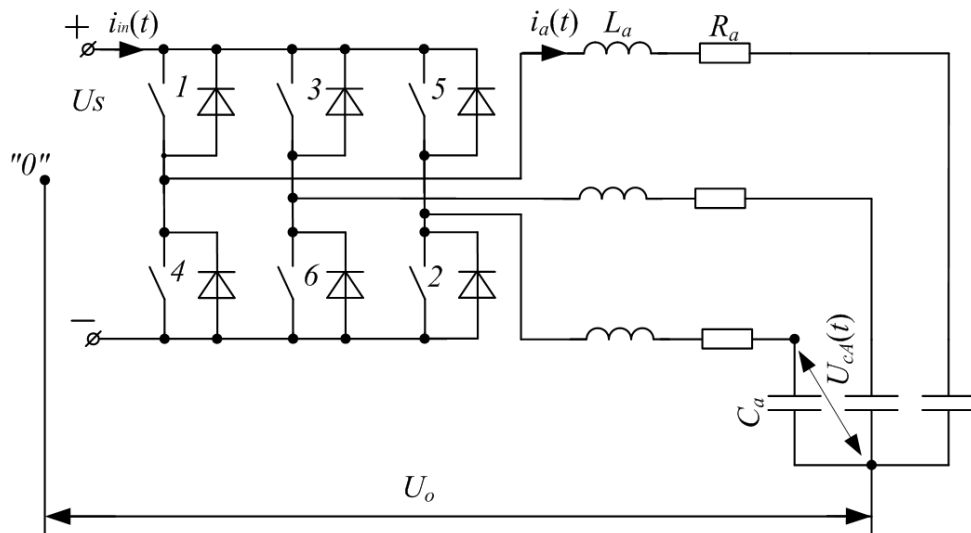 + i_in(t) i_a(t) L_a R_a
1 3 5
Us
"0"
4 6 2
−
U_cA(t)
C_a
U_o